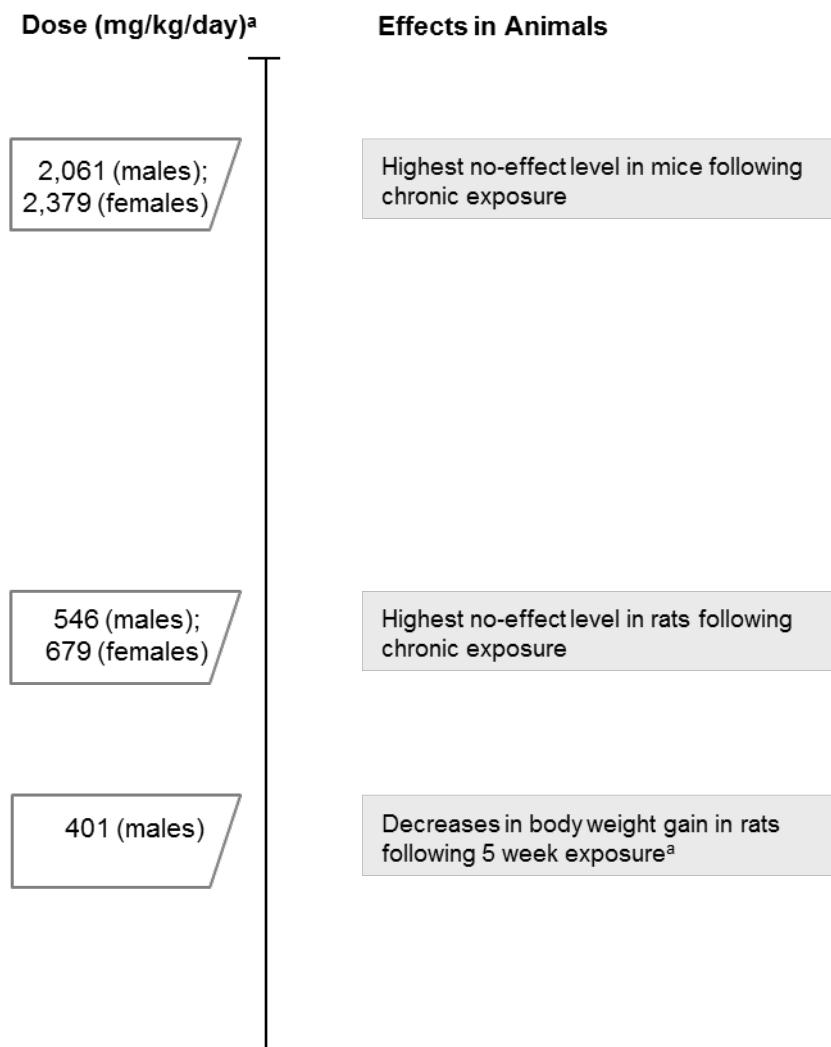 Dose (mg/kg/day)ᵃ
Effects in Animals
2,061 (males);
2,379 (females)
Highest no-effect level in mice following
chronic exposure
546 (males);
679 (females)
Highest no-effect level in rats following
chronic exposure
401 (males)
Decreases in body weight gain in rats
following 5 week exposureᵃ